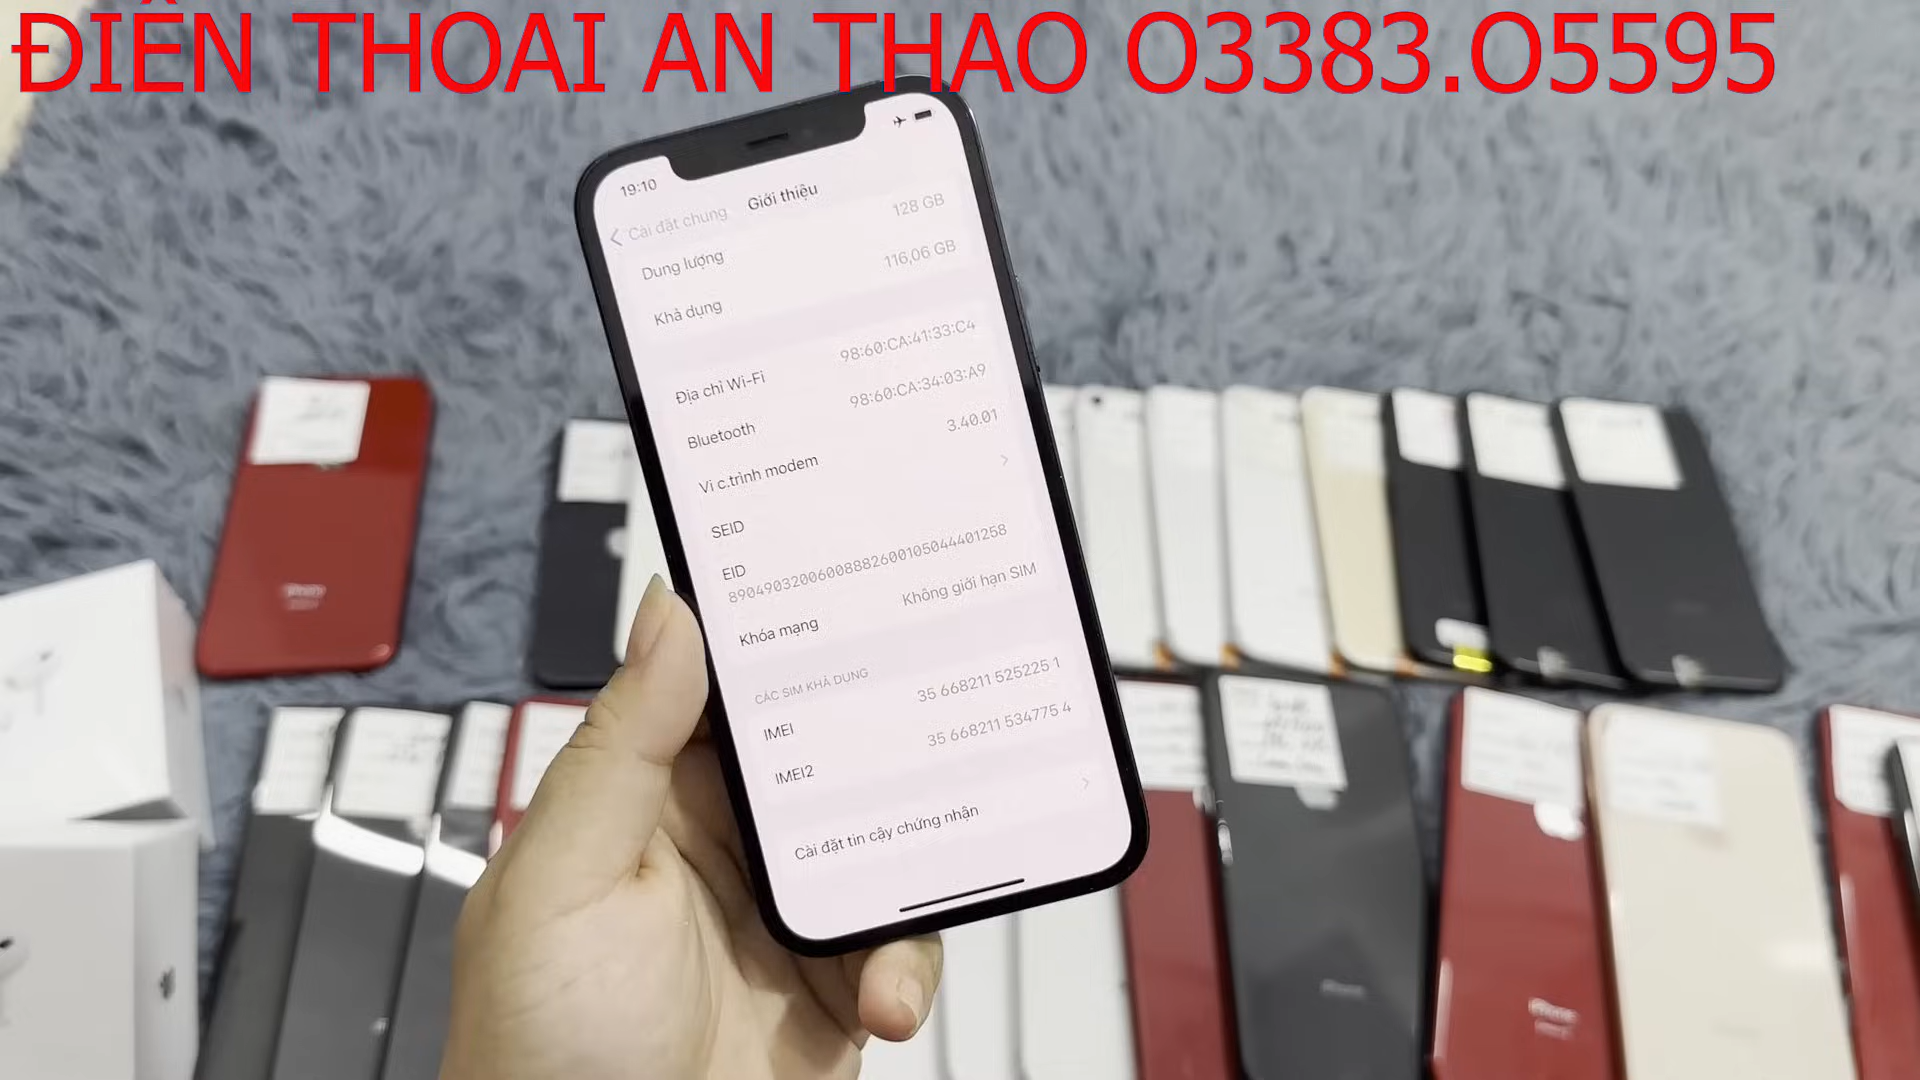 ĐIỆN THOẠI AN THẢO O3383.O5595
19:10
Cài đặt chung
Giới thiệu
Dung lượng 128 GB
Khả dụng 116,06 GB
Địa chỉ Wi-Fi 98:60:CA:41:33:C4
Bluetooth 98:60:CA:34:03:A9
Vi c.trình modem 3.40.01
SEID
EID
89049032006008882600105044401258
Khóa mạng Không giới hạn SIM
CÁC SIM KHẢ DỤNG
IMEI 35 668211 525225 1
IMEI2 35 668211 534775 4
Cài đặt tin cậy chứng nhận